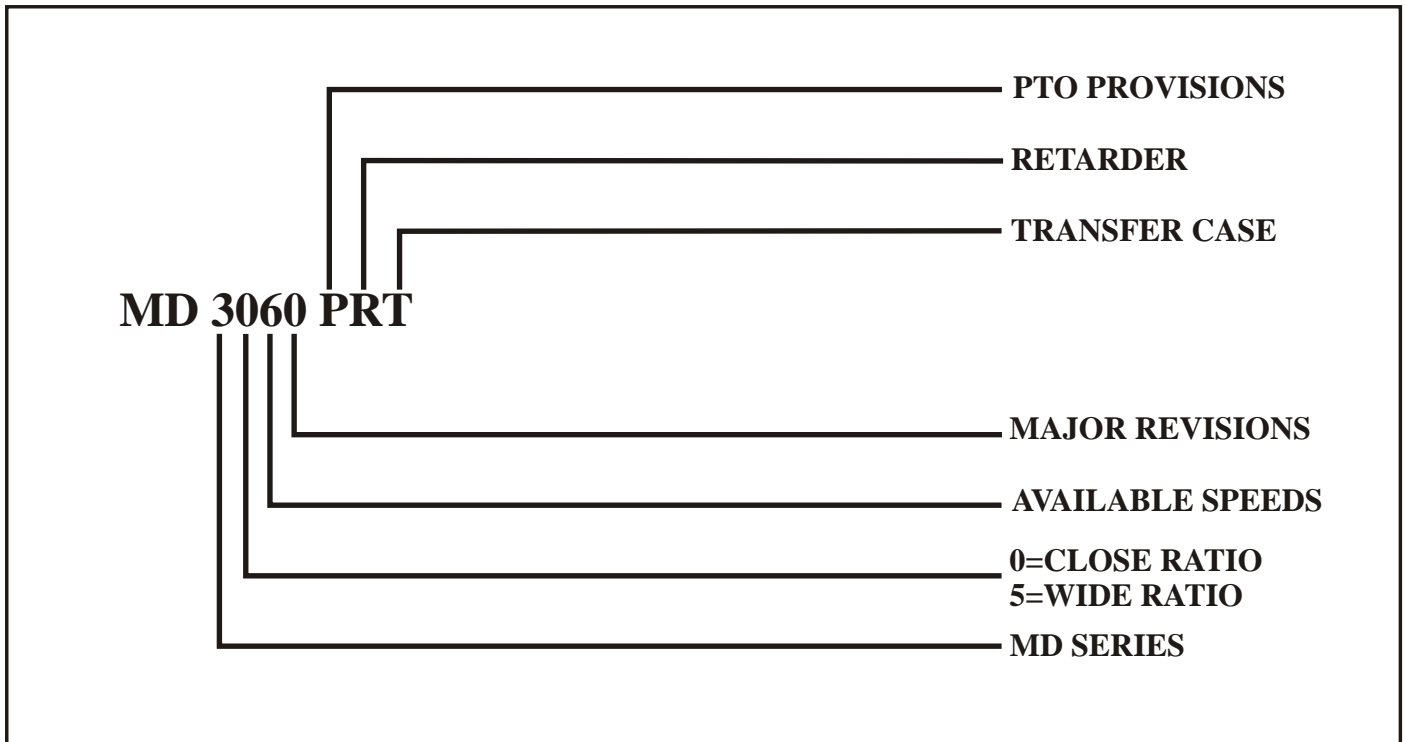 PTO PROVISIONS
RETARDER
TRANSFER CASE
MD 3060 PRT
MAJOR REVISIONS
AVAILABLE SPEEDS
0=CLOSE RATIO
5=WIDE RATIO
MD SERIES